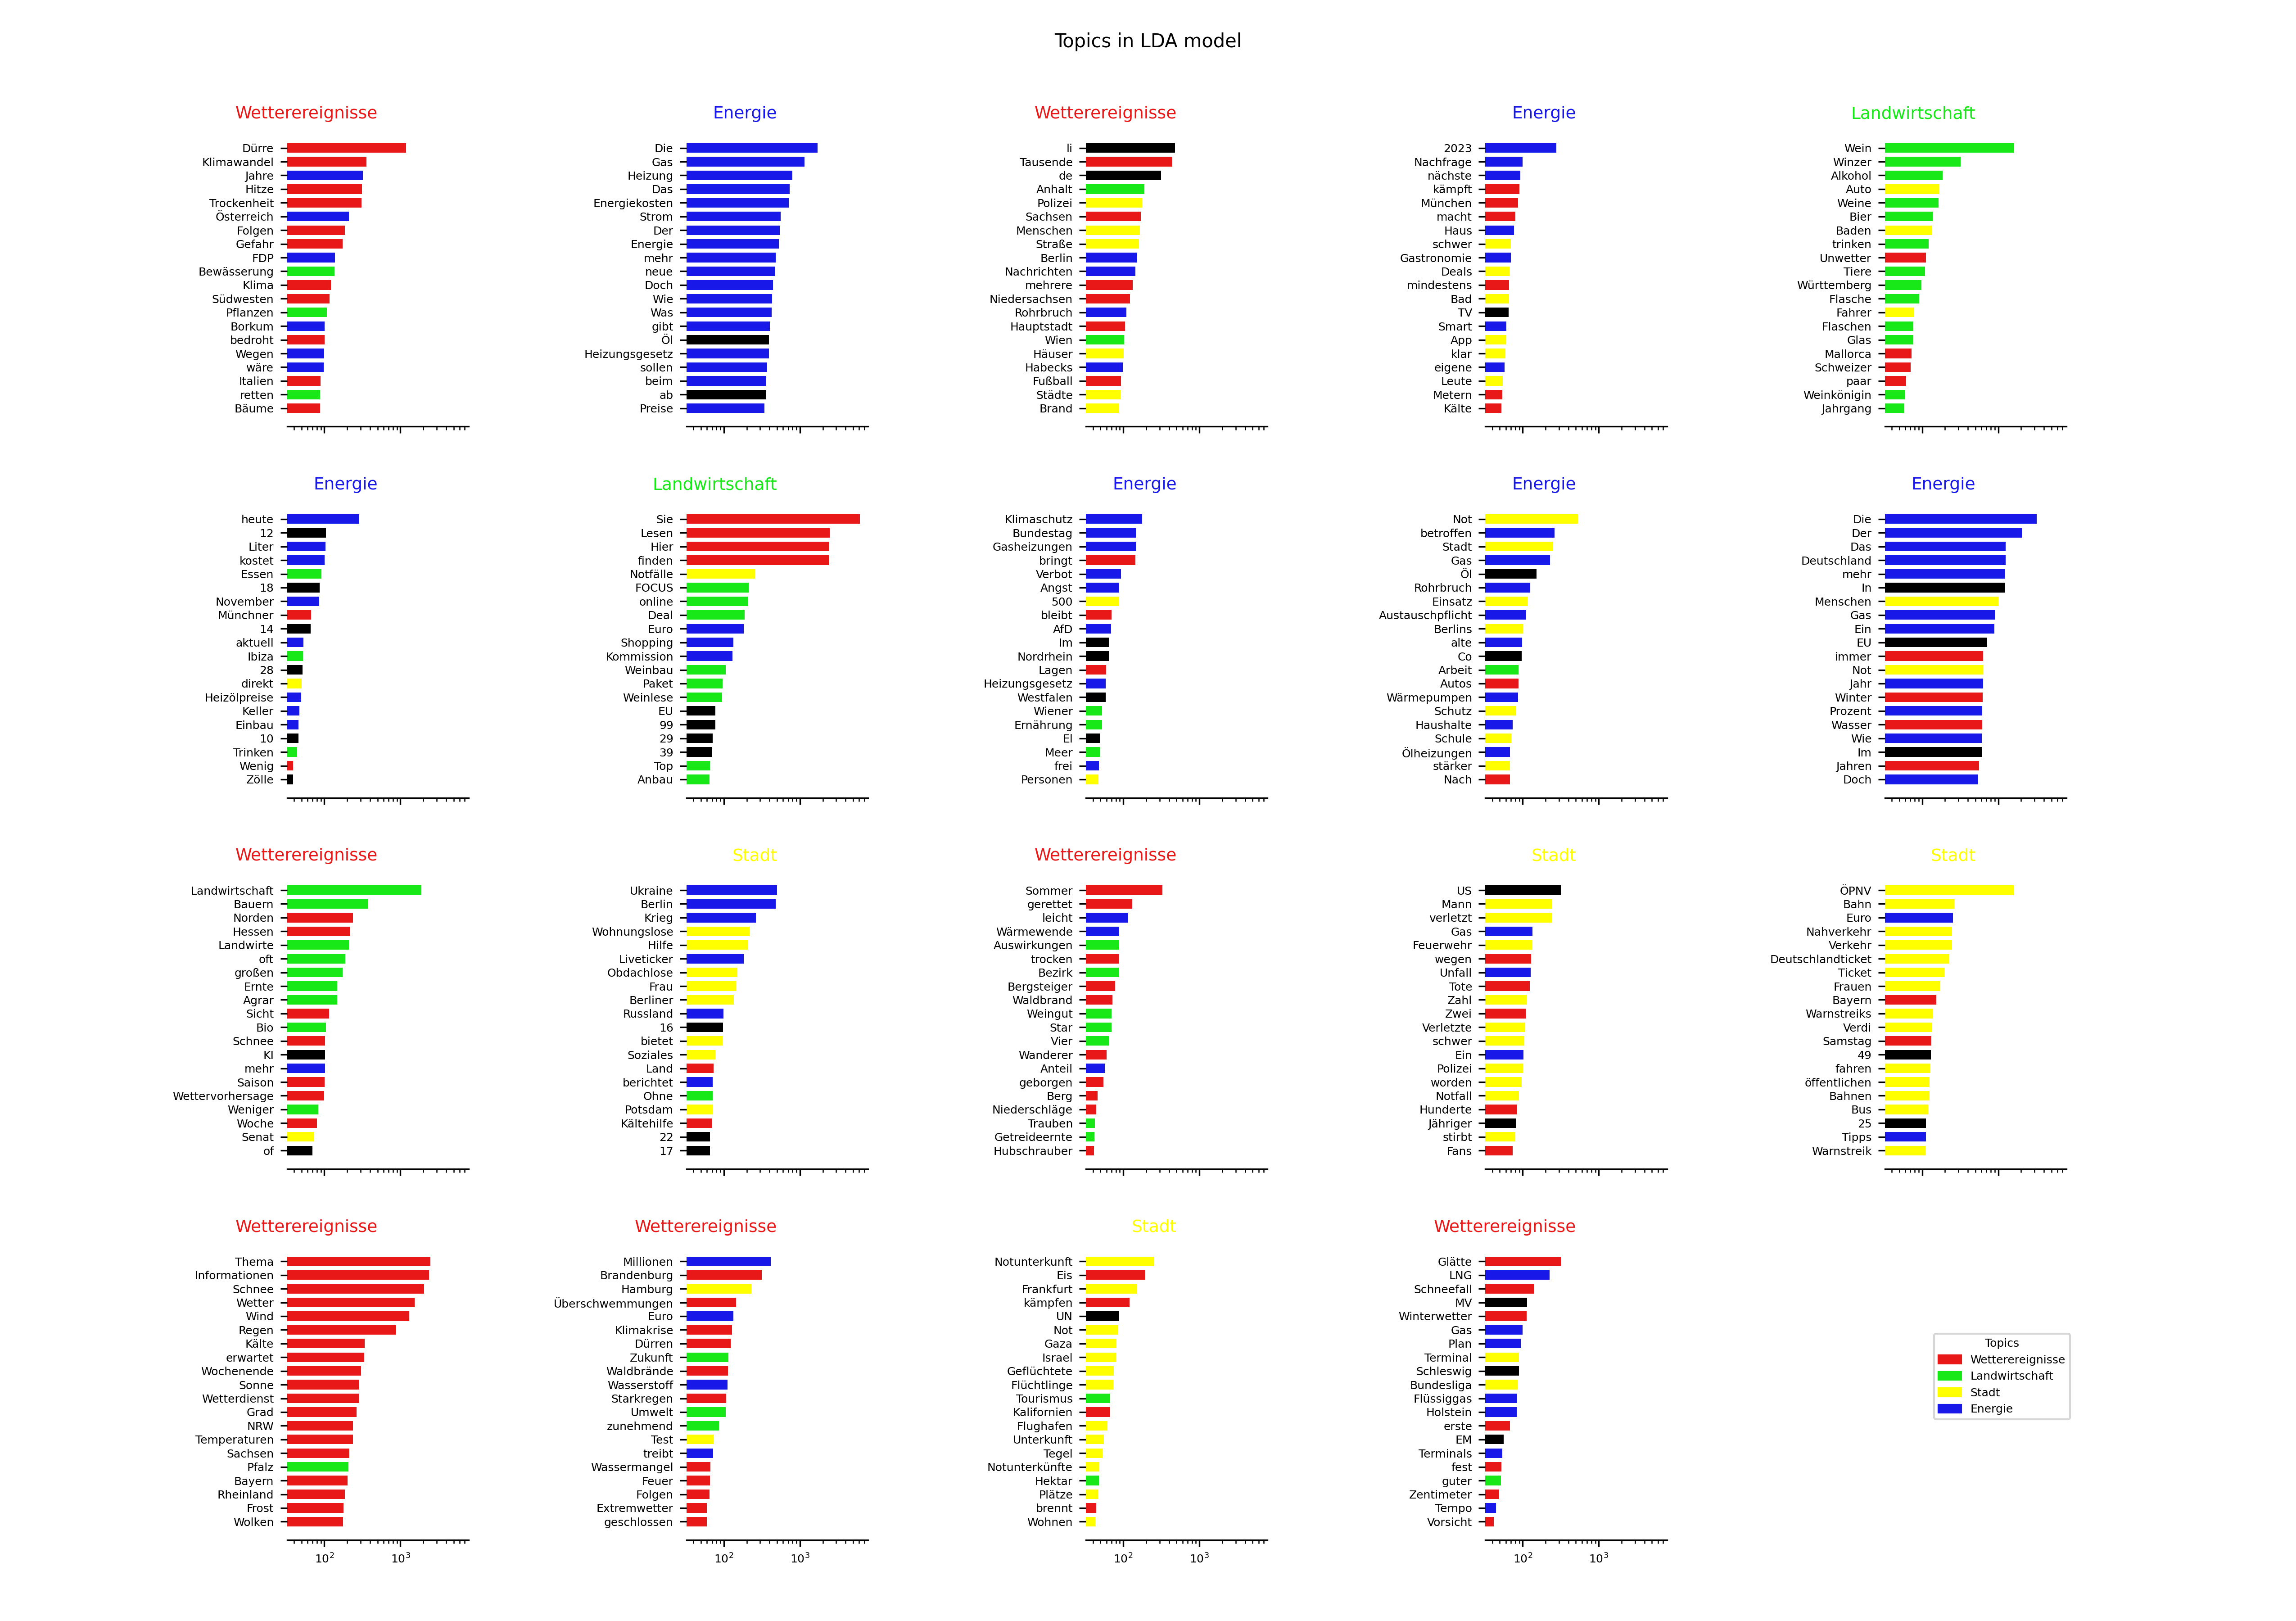 Topics in LDA model
Wetterereignisse
Dürre
Klimawandel
Jahre
Hitze
Trockenheit
Österreich
Folgen
Gefahr
FDP
Bewässerung
Klima
Südwesten
Pflanzen
Borkum
bedroht
Wegen
wäre
Italien
retten
Bäume
Energie
Die
Gas
Heizung
Das
Energiekosten
Strom
Der
Energie
mehr
neue
Doch
Wie
Was
gibt
Öl
Heizungsgesetz
sollen
beim
ab
Preise
Wetterereignisse
li
Tausende
de
Anhalt
Polizei
Sachsen
Menschen
Straße
Berlin
Nachrichten
mehrere
Niedersachsen
Rohrbruch
Hauptstadt
Wien
Häuser
Habecks
Fußball
Städte
Brand
Energie
2023
Nachfrage
nächste
kämpft
München
macht
Haus
schwer
Gastronomie
Deals
mindestens
Bad
TV
Smart
App
klar
eigene
Leute
Metern
Kälte
Landwirtschaft
Wein
Winzer
Alkohol
Auto
Weine
Bier
Baden
trinken
Unwetter
Tiere
Württemberg
Flasche
Fahrer
Flaschen
Glas
Mallorca
Schweizer
paar
Weinkönigin
Jahrgang
Energie
heute
12
Liter
kostet
Essen
18
November
Münchner
14
aktuell
Ibiza
28
direkt
Heizölpreise
Keller
Einbau
10
Trinken
Wenig
Zölle
Landwirtschaft
Sie
Lesen
Hier
finden
Notfälle
FOCUS
online
Deal
Euro
Shopping
Kommission
Weinbau
Paket
Weinlese
EU
99
29
39
Top
Anbau
Energie
Klimaschutz
Bundestag
Gasheizungen
bringt
Verbot
Angst
500
bleibt
AfD
Im
Nordrhein
Lagen
Heizungsgesetz
Westfalen
Wiener
Ernährung
El
Meer
frei
Personen
Energie
Not
betroffen
Stadt
Gas
Öl
Rohrbruch
Einsatz
Austauschpflicht
Berlins
alte
Co
Arbeit
Autos
Wärmepumpen
Schutz
Haushalte
Schule
Ölheizungen
stärker
Nach
Energie
Die
Der
Das
Deutschland
mehr
In
Menschen
Gas
Ein
EU
immer
Not
Jahr
Winter
Prozent
Wasser
Wie
Im
Jahren
Doch
Wetterereignisse
Landwirtschaft
Bauern
Norden
Hessen
Landwirte
oft
großen
Ernte
Agrar
Sicht
Bio
Schnee
KI
mehr
Saison
Wettervorhersage
Weniger
Woche
Senat
of
Stadt
Ukraine
Berlin
Krieg
Wohnungslose
Hilfe
Liveticker
Obdachlose
Frau
Berliner
Russland
16
bietet
Soziales
Land
berichtet
Ohne
Potsdam
Kältehilfe
22
17
Wetterereignisse
Sommer
gerettet
leicht
Wärmewende
Auswirkungen
trocken
Bezirk
Bergsteiger
Waldbrand
Weingut
Star
Vier
Wanderer
Anteil
geborgen
Berg
Niederschläge
Trauben
Getreideernte
Hubschrauber
Stadt
US
Mann
verletzt
Gas
Feuerwehr
wegen
Unfall
Tote
Zahl
Zwei
Verletzte
schwer
Ein
Polizei
worden
Notfall
Hunderte
Jähriger
stirbt
Fans
Stadt
ÖPNV
Bahn
Euro
Nahverkehr
Verkehr
Deutschlandticket
Ticket
Frauen
Bayern
Warnstreiks
Verdi
Samstag
49
fahren
öffentlichen
Bahnen
Bus
25
Tipps
Warnstreik
Wetterereignisse
Thema
Informationen
Schnee
Wetter
Wind
Regen
Kälte
erwartet
Wochenende
Sonne
Wetterdienst
Grad
NRW
Temperaturen
Sachsen
Pfalz
Bayern
Rheinland
Frost
Wolken
10² 10³
Wetterereignisse
Millionen
Brandenburg
Hamburg
Überschwemmungen
Euro
Klimakrise
Dürren
Zukunft
Waldbrände
Wasserstoff
Starkregen
Umwelt
zunehmend
Test
treibt
Wassermangel
Feuer
Folgen
Extremwetter
geschlossen
10² 10³
Stadt
Notunterkunft
Eis
Frankfurt
kämpfen
UN
Not
Gaza
Israel
Geflüchtete
Flüchtlinge
Tourismus
Kalifornien
Flughafen
Unterkunft
Tegel
Notunterkünfte
Hektar
Plätze
brennt
Wohnen
10² 10³
Wetterereignisse
Glätte
LNG
Schneefall
MV
Winterwetter
Gas
Plan
Terminal
Schleswig
Bundesliga
Flüssiggas
Holstein
erste
EM
Terminals
fest
guter
Zentimeter
Tempo
Vorsicht
10² 10³
Topics
Wetterereignisse
Landwirtschaft
Stadt
Energie